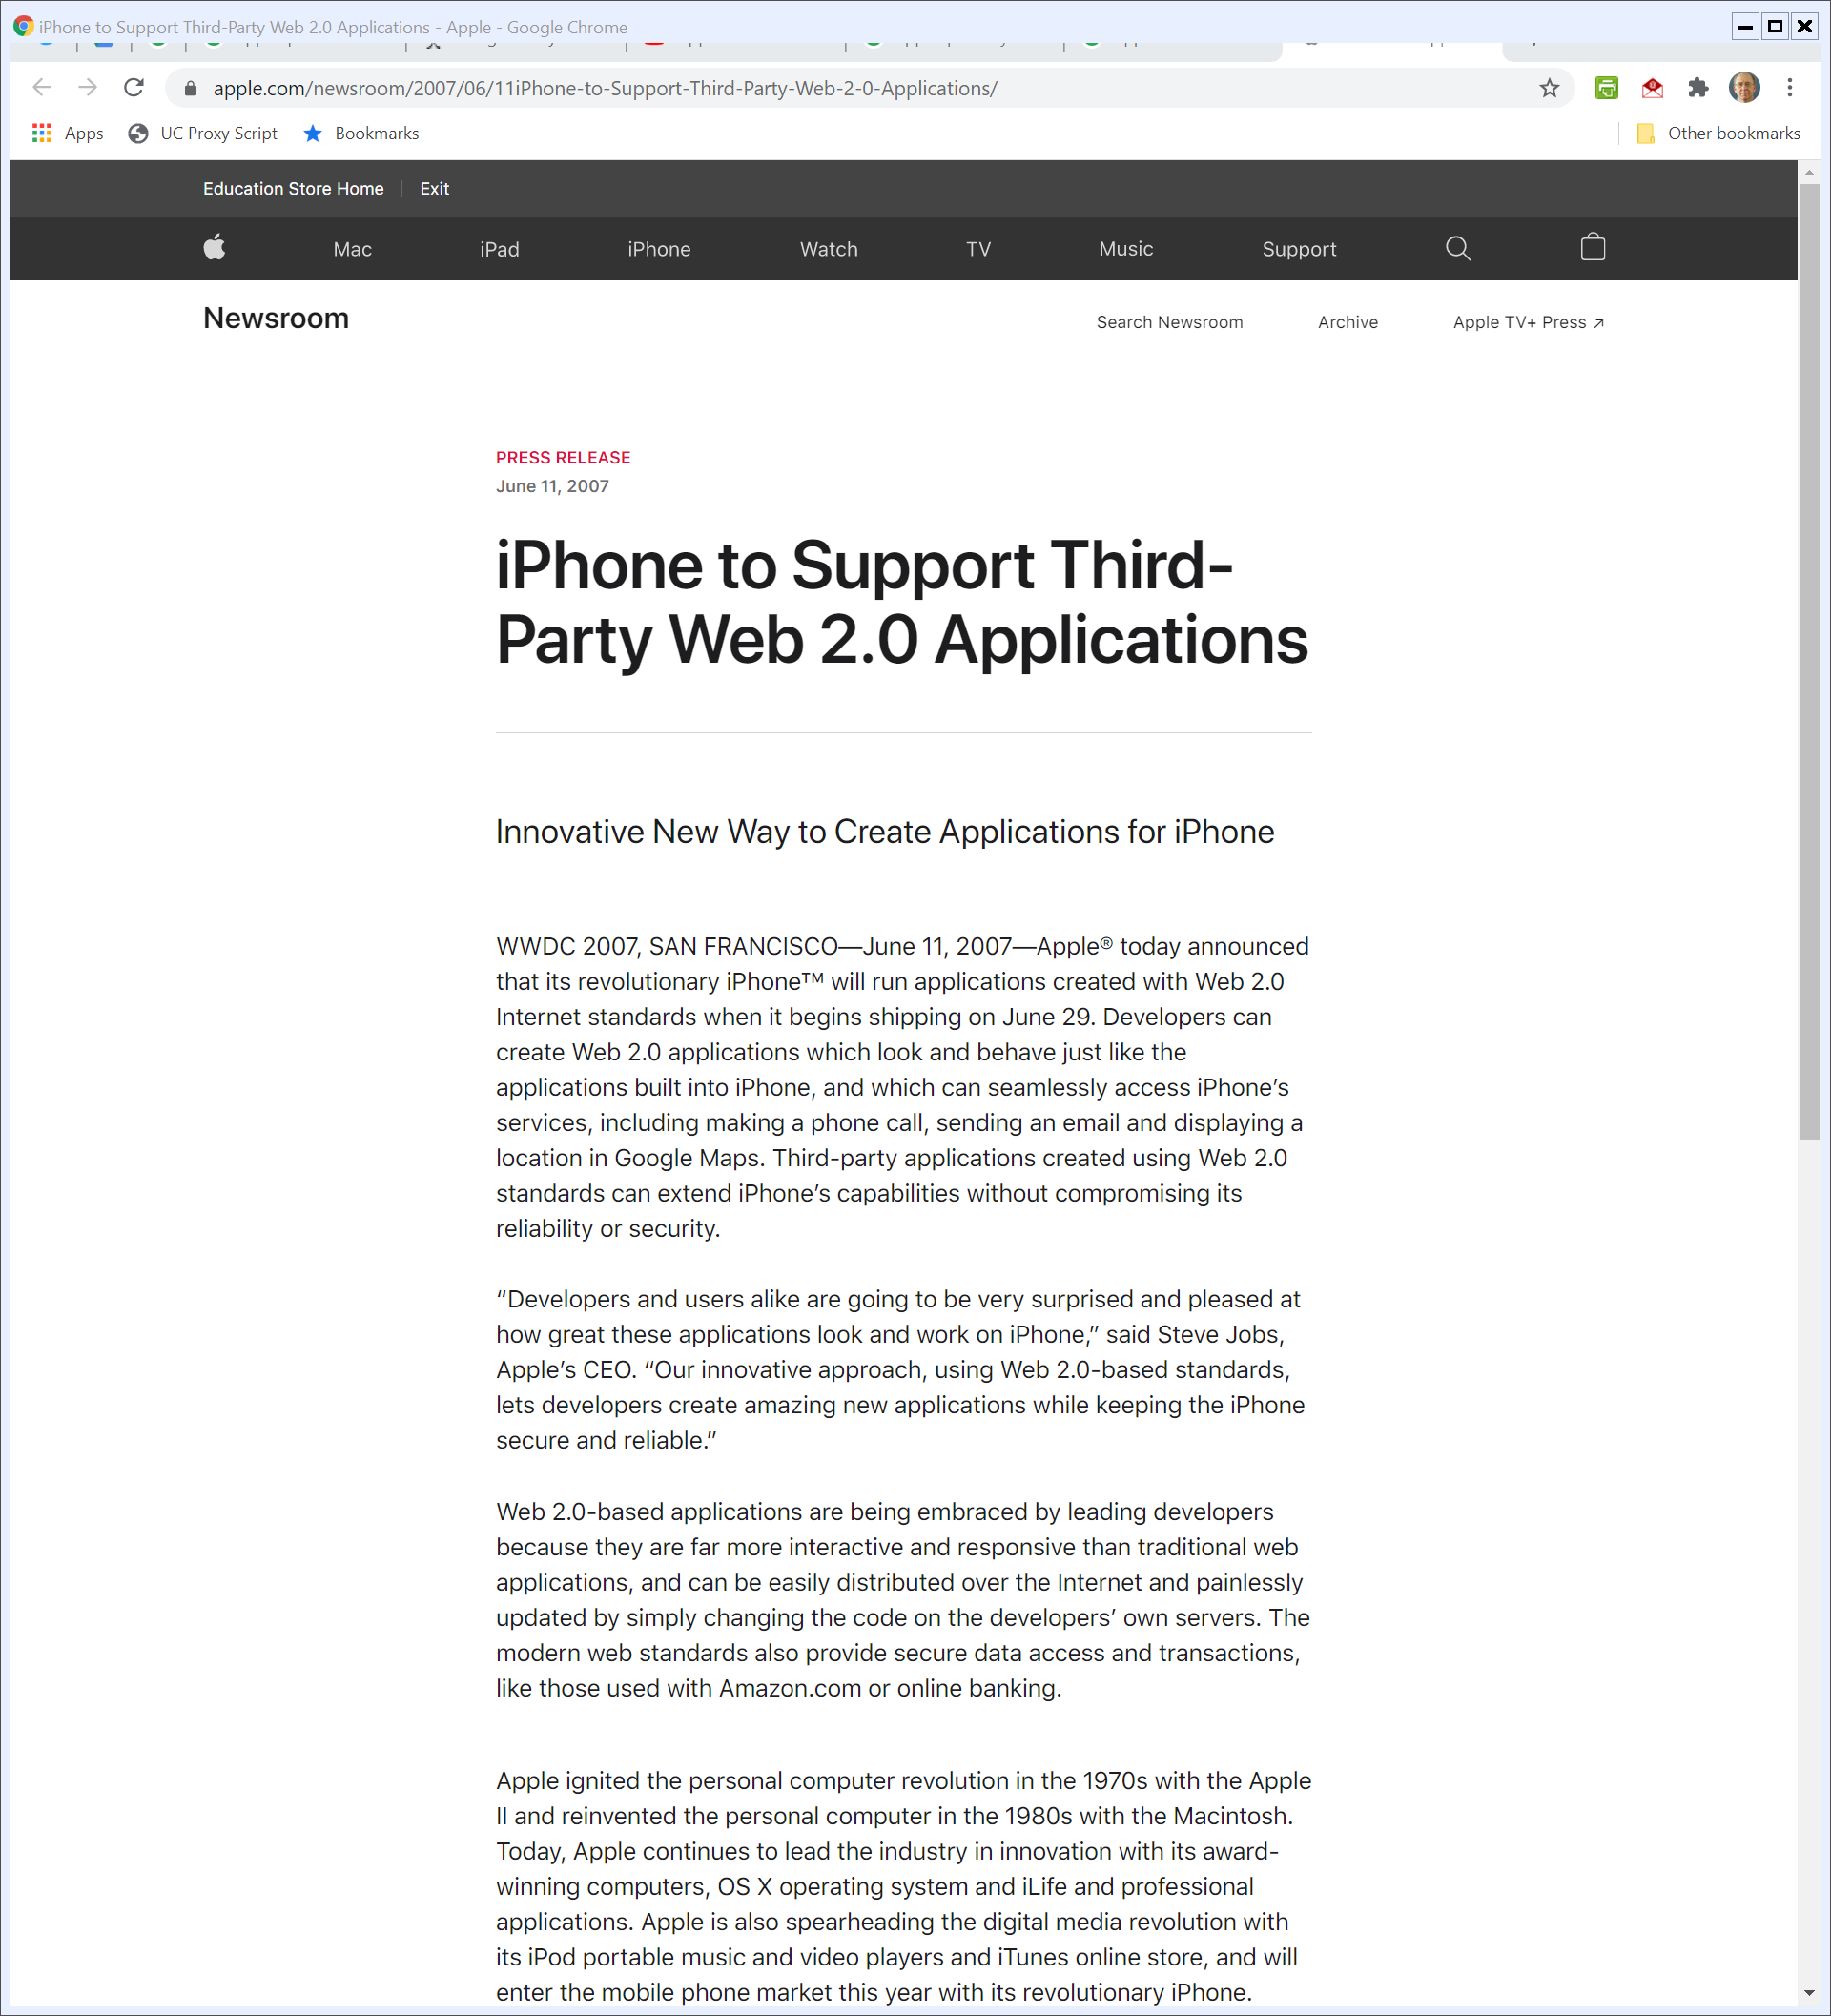 iPhone to Support Third-Party Web 2.0 Applications - Apple - Google Chrome
apple.com/newsroom/2007/06/11iPhone-to-Support-Third-Party-Web-2-0-Applications/
Apps UC Proxy Script Bookmarks Other bookmarks
Education Store Home Exit
Mac iPad iPhone Watch TV Music Support
Newsroom Search Newsroom Archive Apple TV+ Press ↗
PRESS RELEASE
June 11, 2007
iPhone to Support Third-
Party Web 2.0 Applications
Innovative New Way to Create Applications for iPhone
WWDC 2007, SAN FRANCISCO—June 11, 2007—Apple® today announced
that its revolutionary iPhone™ will run applications created with Web 2.0
Internet standards when it begins shipping on June 29. Developers can
create Web 2.0 applications which look and behave just like the
applications built into iPhone, and which can seamlessly access iPhone’s
services, including making a phone call, sending an email and displaying a
location in Google Maps. Third-party applications created using Web 2.0
standards can extend iPhone’s capabilities without compromising its
reliability or security.
“Developers and users alike are going to be very surprised and pleased at
how great these applications look and work on iPhone,” said Steve Jobs,
Apple’s CEO. “Our innovative approach, using Web 2.0-based standards,
lets developers create amazing new applications while keeping the iPhone
secure and reliable.”
Web 2.0-based applications are being embraced by leading developers
because they are far more interactive and responsive than traditional web
applications, and can be easily distributed over the Internet and painlessly
updated by simply changing the code on the developers’ own servers. The
modern web standards also provide secure data access and transactions,
like those used with Amazon.com or online banking.
Apple ignited the personal computer revolution in the 1970s with the Apple
II and reinvented the personal computer in the 1980s with the Macintosh.
Today, Apple continues to lead the industry in innovation with its award-
winning computers, OS X operating system and iLife and professional
applications. Apple is also spearheading the digital media revolution with
its iPod portable music and video players and iTunes online store, and will
enter the mobile phone market this year with its revolutionary iPhone.